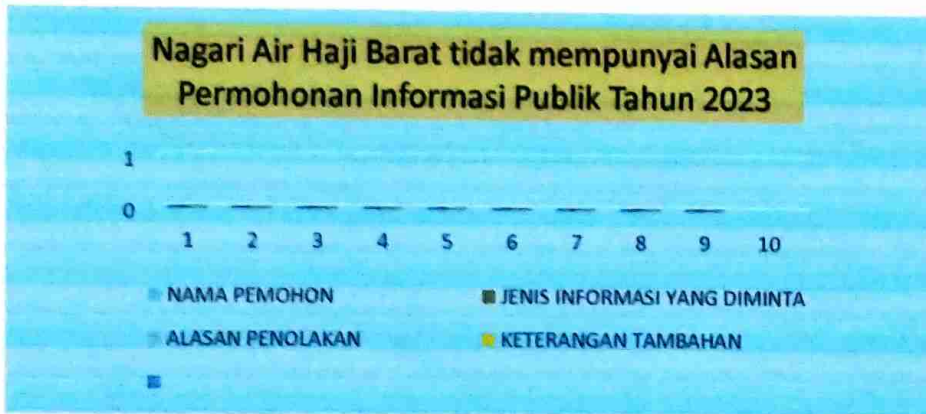 Nagari Air Haji Barat tidak mempunyai Alasan
Permohonan Informasi Publik Tahun 2023
1
0
1 2 3 4 5 6 7 8 9 10
NAMA PEMOHON JENIS INFORMASI YANG DIMINTA
ALASAN PENOLAKAN KETERANGAN TAMBAHAN